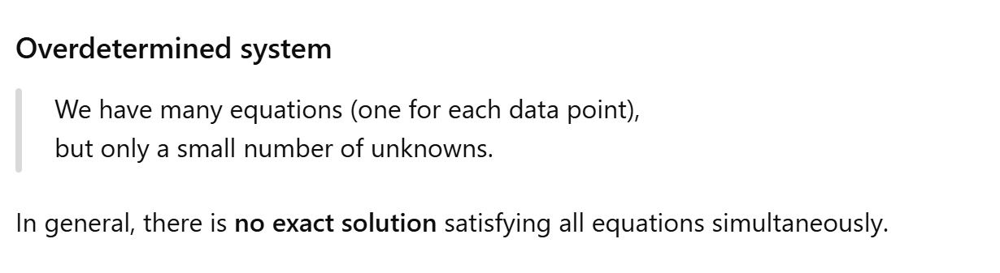 Overdetermined system
We have many equations (one for each data point),
but only a small number of unknowns.
In general, there is no exact solution satisfying all equations simultaneously.